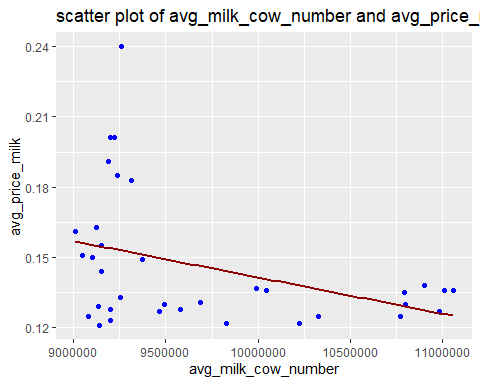 scatter plot of avg_milk_cow_number and avg_price_
0.24
0.21
0.18
0.15
0.12
avg_price_milk
9000000 9500000 10000000 10500000 11000000
avg_milk_cow_number